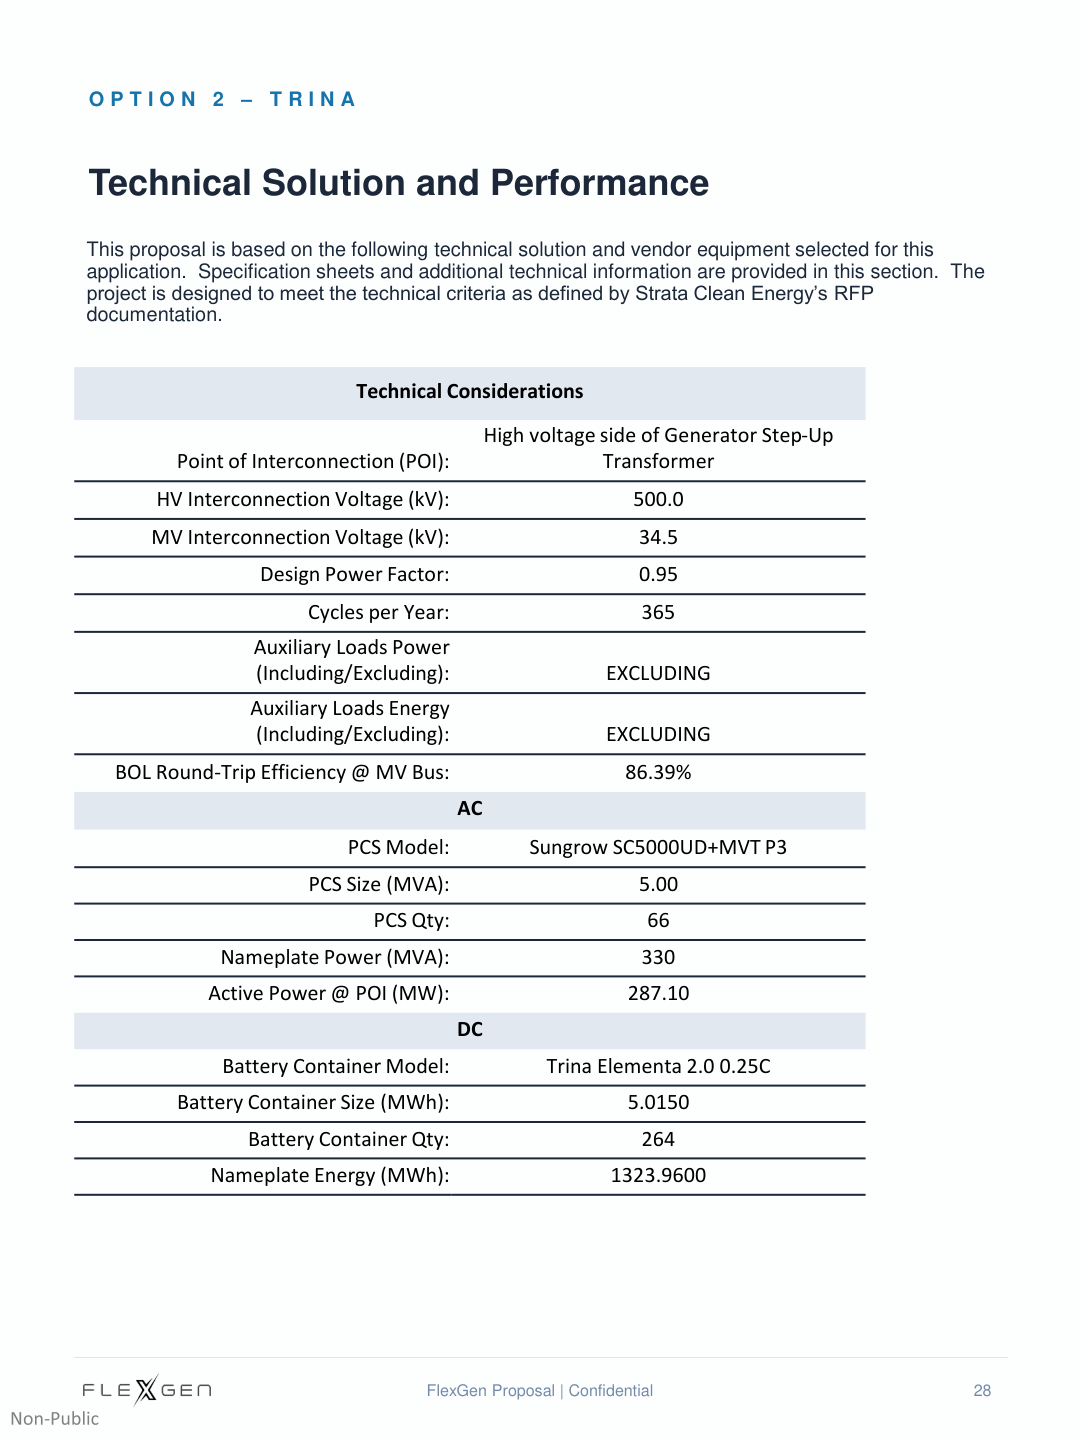 OPTION 2 – TRINA
Technical Solution and Performance
This proposal is based on the following technical solution and vendor equipment selected for this
application.  Specification sheets and additional technical information are provided in this section.  The
project is designed to meet the technical criteria as defined by Strata Clean Energy’s RFP
documentation.
Technical Considerations
High voltage side of Generator Step-Up
Point of Interconnection (POI): Transformer
HV Interconnection Voltage (kV): 500.0
MV Interconnection Voltage (kV): 34.5
Design Power Factor: 0.95
Cycles per Year: 365
Auxiliary Loads Power
(Including/Excluding): EXCLUDING
Auxiliary Loads Energy
(Including/Excluding): EXCLUDING
BOL Round-Trip Efficiency @ MV Bus: 86.39%
AC
PCS Model: Sungrow SC5000UD+MVT P3
PCS Size (MVA): 5.00
PCS Qty: 66
Nameplate Power (MVA): 330
Active Power @ POI (MW): 287.10
DC
Battery Container Model: Trina Elementa 2.0 0.25C
Battery Container Size (MWh): 5.0150
Battery Container Qty: 264
Nameplate Energy (MWh): 1323.9600
FLEXGEN FlexGen Proposal | Confidential 28
Non-Public